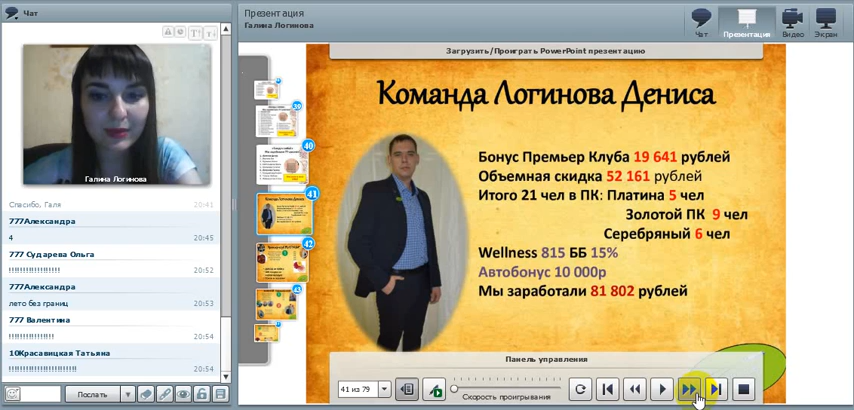 Чат
Галина Логинова
Спасибо, Галя 20:41
777Александра
4 20:45
777 Сударева Ольга
!!!!!!!!!!!!!!!!!!! 20:52
777Александра
лето без границ 20:53
777 Валентина
!!!!!!!!!!!!!!!! 20:54
10Красавицкая Татьяна
!!!!!!!!!!!!!!!!!!!!!!!! 20:54
Послать
Презентация
Галина Логинова
Чат
Презентация
Видео
Экран
Загрузить/Проиграть PowerPoint презентацию
40
41
42
Команда Логинова Дениса
Бонус Премьер Клуба 19 641 рублей
Объемная скидка 52 161 рублей
Итого 21 чел в ПК: Платина 5 чел
Золотой ПК 9 чел
Серебряный 6 чел
Wellness 815 ББ 15%
Автобонус 10 000р
Мы заработали 81 802 рублей
Панель управления
41 из 79
Скорость проигрывания